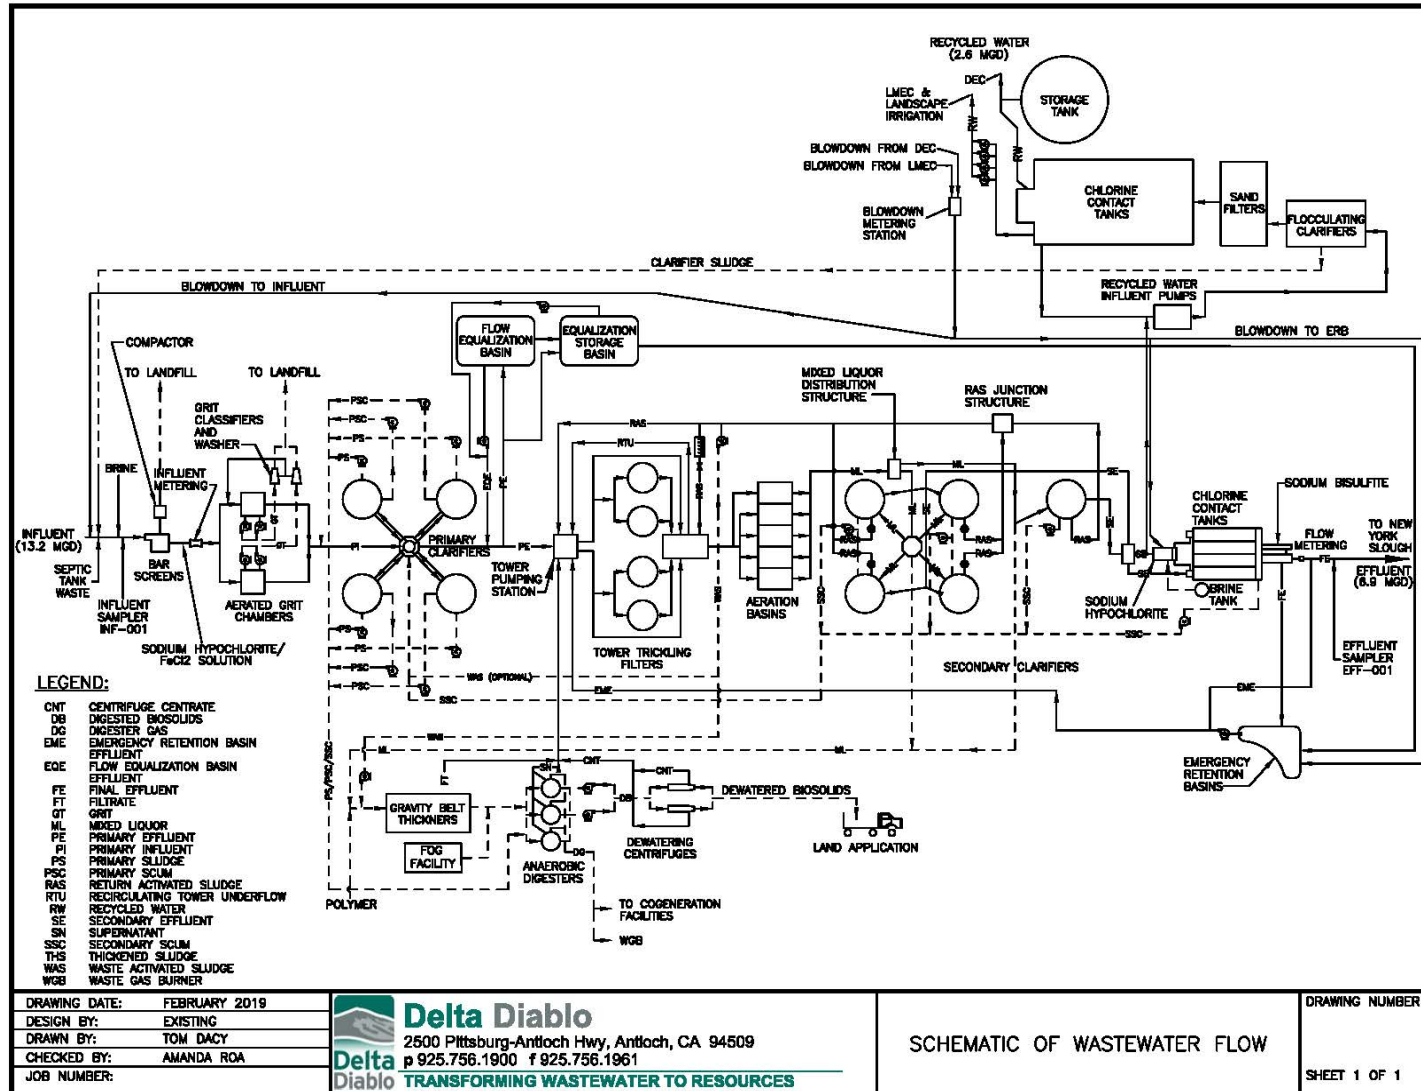 RECYCLED WATER
(2.6 MGD)
DEC
STORAGE
TANK
LMEC &
LANDSCAPE
IRRIGATION
RW
RW
BLOWDOWN FROM DEC
BLOWDOWN FROM LMEC
CHLORINE
CONTACT
TANKS
SAND
FILTERS
FLOCCULATING
CLARIFIERS
BLOWDOWN
METERING
STATION
CLARIFIER SLUDGE
BLOWDOWN TO INFLUENT
RECYCLED WATER
INFLUENT PUMPS
BLOWDOWN TO ERB
FLOW
EQUALIZATION
BASIN
EQUALIZATION
STORAGE
BASIN
COMPACTOR
TO LANDFILL
TO LANDFILL
GRIT
CLASSIFIERS
AND
WASHER
MIXED LIQUOR
DISTRIBUTION
STRUCTURE
RAS JUNCTION
STRUCTURE
PSC
PSC
PS
PS
RAS
RTU
ML
ML
SE
BRINE
INFLUENT
METERING
EQE
PE
RAS
WAS
GT
GT
ML
SE
ML
ML
RAS
RAS
RAS
RAS
RAS
SE
CHLORINE
CONTACT
TANKS
SODIUM BISULFITE
TO NEW
YORK
SLOUGH
FLOW
METERING
INFLUENT
(13.2 MGD)
PI
PRIMARY
CLARIFIERS
PE
TOWER
PUMPING
STATION
SE
SE
FE
EFFLUENT
(6.9 MGD)
SEPTIC
TANK
WASTE
BAR
SCREENS
INFLUENT
SAMPLER
INF-001
AERATED GRIT
CHAMBERS
AERATION
BASINS
SSC
SSC
SODIUM
HYPOCHLORITE
BRINE
TANK
FE
PS
PS
PSC
PSC
SSC
SODIUM HYPOCHLORITE/
FeCl2 SOLUTION
TOWER TRICKLING
FILTERS
SECONDARY CLARIFIERS
EFFLUENT
SAMPLER
EFF-001
WAS (OPTIONAL)
SSC
EME
EME
LEGEND:
CNT CENTRIFUGE CENTRATE
DB DIGESTED BIOSOLIDS
DG DIGESTER GAS
EME EMERGENCY RETENTION BASIN
EFFLUENT
EQE FLOW EQUALIZATION BASIN
EFFLUENT
FE FINAL EFFLUENT
FT FILTRATE
GT GRIT
ML MIXED LIQUOR
PE PRIMARY EFFLUENT
PI PRIMARY INFLUENT
PS PRIMARY SLUDGE
PSC PRIMARY SCUM
RAS RETURN ACTIVATED SLUDGE
RTU RECIRCULATING TOWER UNDERFLOW
RW RECYCLED WATER
SE SECONDARY EFFLUENT
SN SUPERNATANT
SSC SECONDARY SCUM
THS THICKENED SLUDGE
WAS WASTE ACTIVATED SLUDGE
WGB WASTE GAS BURNER
PS/PSC/SSC
WAS
ML
ML
FT
SN
CNT
CNT
DB
DG
GRAVITY BELT
THICKNERS
FOG
FACILITY
ANAEROBIC
DIGESTERS
DEWATERING
CENTRIFUGES
DEWATERED BIOSOLIDS
LAND APPLICATION
EMERGENCY
RETENTION
BASINS
POLYMER
TO COGENERATION
FACILITIES
WGB
DRAWING DATE: FEBRUARY 2019
DESIGN BY: EXISTING
DRAWN BY: TOM DACY
CHECKED BY: AMANDA ROA
JOB NUMBER:
Delta
Diablo
Delta Diablo
2500 Pittsburg-Antioch Hwy, Antioch, CA 94509
p 925.756.1900 f 925.756.1961
TRANSFORMING WASTEWATER TO RESOURCES
SCHEMATIC OF WASTEWATER FLOW
DRAWING NUMBER
SHEET 1 OF 1